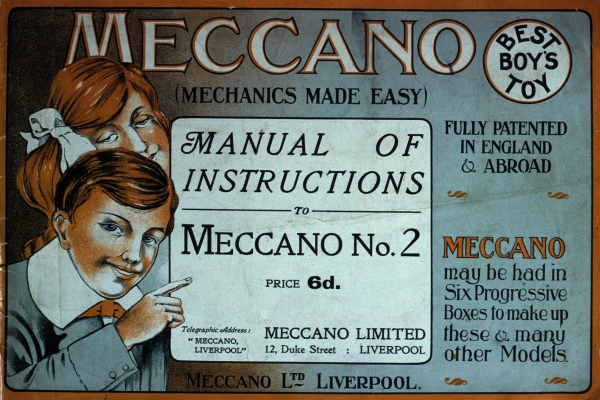 MECCANO
BEST
BOY'S
TOY
(MECHANICS MADE EASY)
FULLY PATENTED
IN ENGLAND
& ABROAD
MANUAL OF
INSTRUCTIONS
TO
MECCANO No. 2
PRICE 6d.
Telegraphic Address:
"MECCANO,
LIVERPOOL"
MECCANO LIMITED
12, Duke Street : LIVERPOOL
MECCANO
may be had in
Six Progressive
Boxes to make up
these & many
other Models.
MECCANO LTD LIVERPOOL.